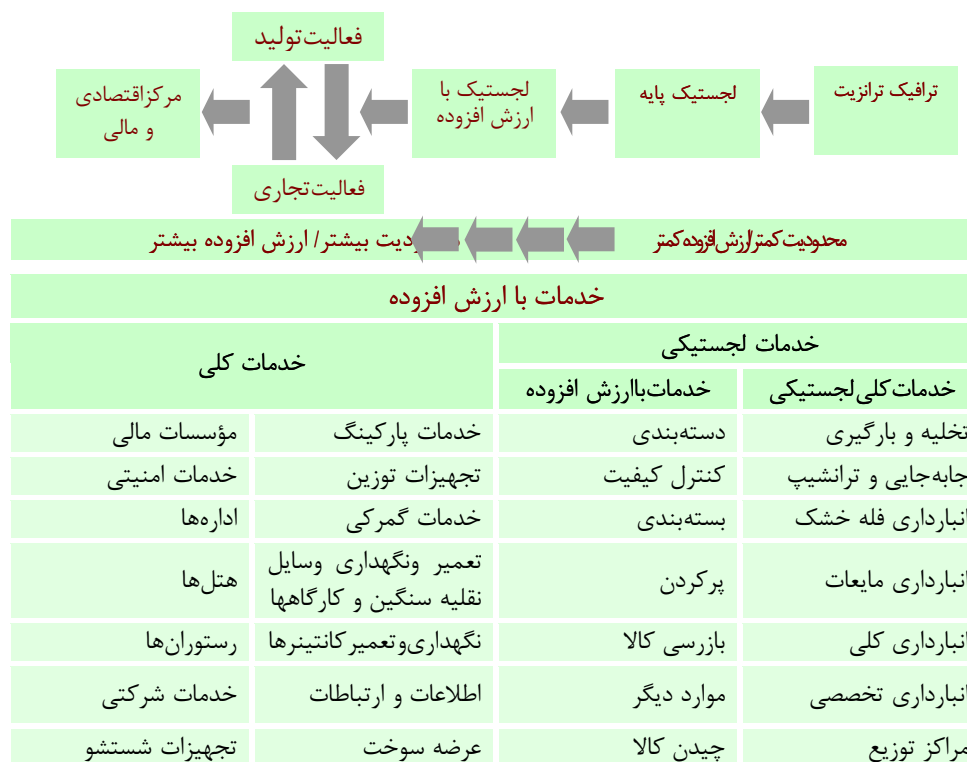 فعالیت‌تولید
ترافیک ترانزیت
لجستیک پایه
لجستیک با
ارزش افزوده
مرکزاقتصادی
و مالی
فعالیت‌تجاری
محدودیت کمتر/ارزش افزوده کمتر
دیت بیشتر/ ارزش افزوده بیشتر
خدمات با ارزش افزوده
خدمات لجستیکی
خدمات کلی
خدمات‌کلی‌لجستیکی
خدمات‌باارزش افزوده
تخلیه و بارگیری
دسته‌بندی
خدمات پارکینگ
مؤسسات مالی
جابه‌جایی و ترانشیپ
کنترل کیفیت
تجهیزات توزین
خدمات امنیتی
انبارداری فله خشک
بسته‌بندی
خدمات گمرکی
اداره‌ها
انبارداری مایعات
پرکردن
تعمیر ونگهداری وسایل
نقلیه سنگین و کارگاهها
هتل‌ها
انبارداری کلی
بازرسی کالا
نگهداری‌وتعمیرکانتینرها
رستوران‌ها
انبارداری تخصصی
موارد دیگر
اطلاعات و ارتباطات
خدمات شرکتی
مراکز توزیع
چیدن کالا
عرضه سوخت
تجهیزات شستشو